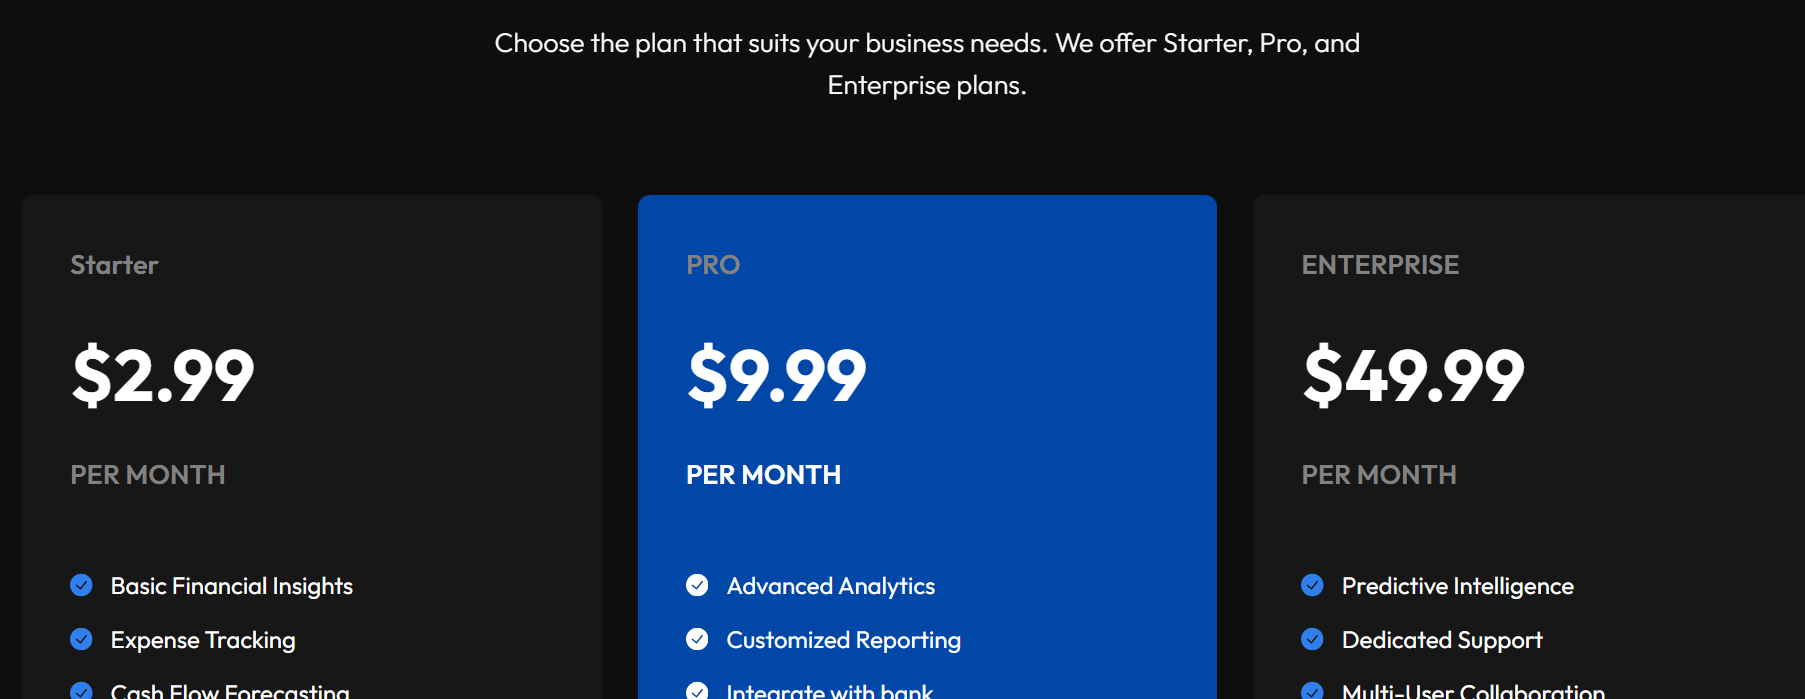 Choose the plan that suits your business needs. We offer Starter, Pro, and
Enterprise plans.
Starter
$2.99
PER MONTH
Basic Financial Insights
Expense Tracking
Cash Flow Forecasting
PRO
$9.99
PER MONTH
Advanced Analytics
Customized Reporting
Integrate with bank
ENTERPRISE
$49.99
PER MONTH
Predictive Intelligence
Dedicated Support
Multi-User Collaboration